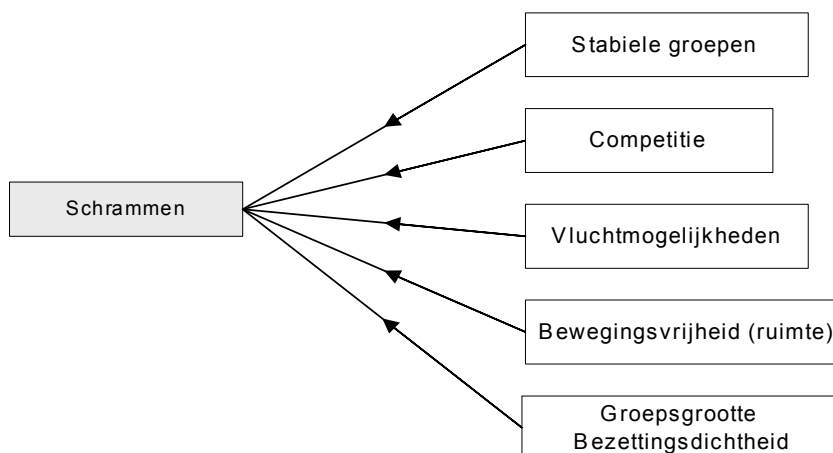 Stabiele groepen
Competitie
Schrammen
Vluchtmogelijkheden
Bewegingsvrijheid (ruimte)
Groepsgrootte
Bezettingsdichtheid